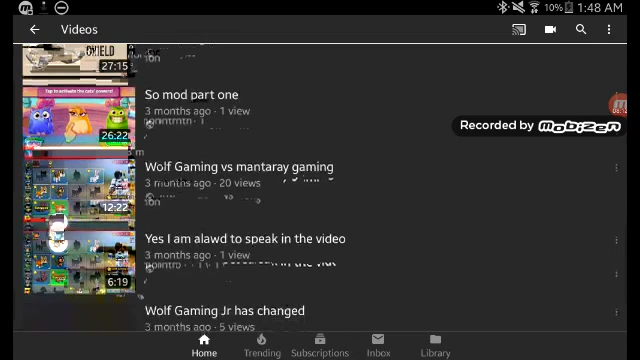 10% 1:48 AM
Videos
27:15
So mod part one
3 months ago · 1 view
Tap to activate the cats' powers!
26:22
Recorded by mobizen
Wolf Gaming vs mantaray gaming
3 months ago · 20 views
12:22
Yes I am alawd to speak in the video
3 months ago · 1 view
6:19
Wolf Gaming Jr has changed
3 months ago · 5 views
Home Trending Subscriptions Inbox Library